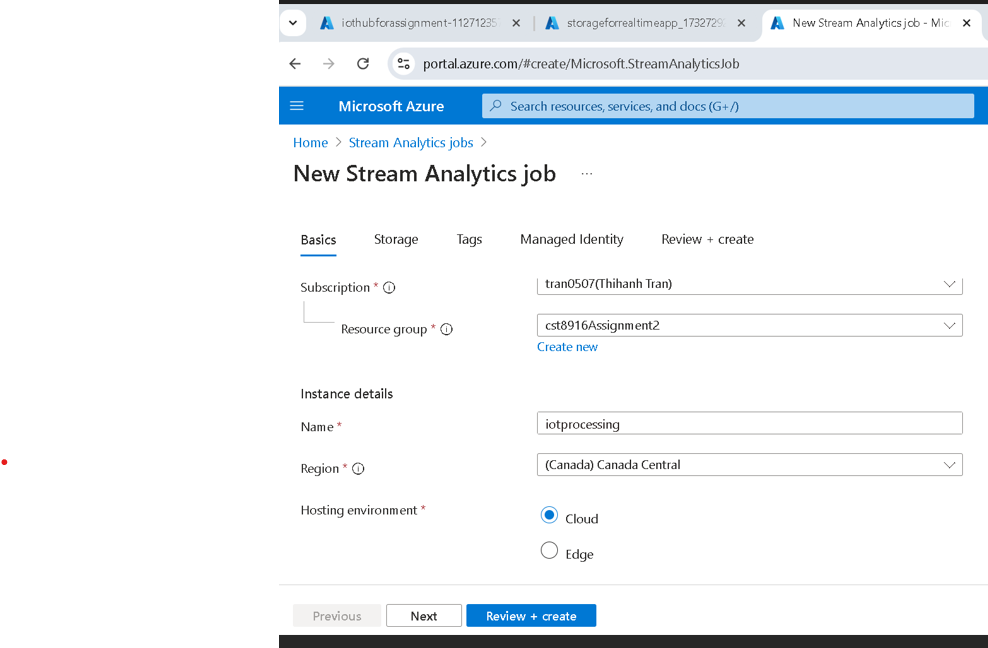 iothubforassignment-11271235
storageforrealtimeapp_1732729
New Stream Analytics job - Mic
portal.azure.com/#create/Microsoft.StreamAnalyticsJob
Microsoft Azure
Search resources, services, and docs (G+/)
Home > Stream Analytics jobs >
New Stream Analytics job ...
Basics Storage Tags Managed Identity Review + create
Subscription * tran0507(Thihanh Tran)
Resource group * cst8916Assignment2
Create new
Instance details
Name * iotprocessing
Region * (Canada) Canada Central
Hosting environment * Cloud
Edge
Previous Next Review + create